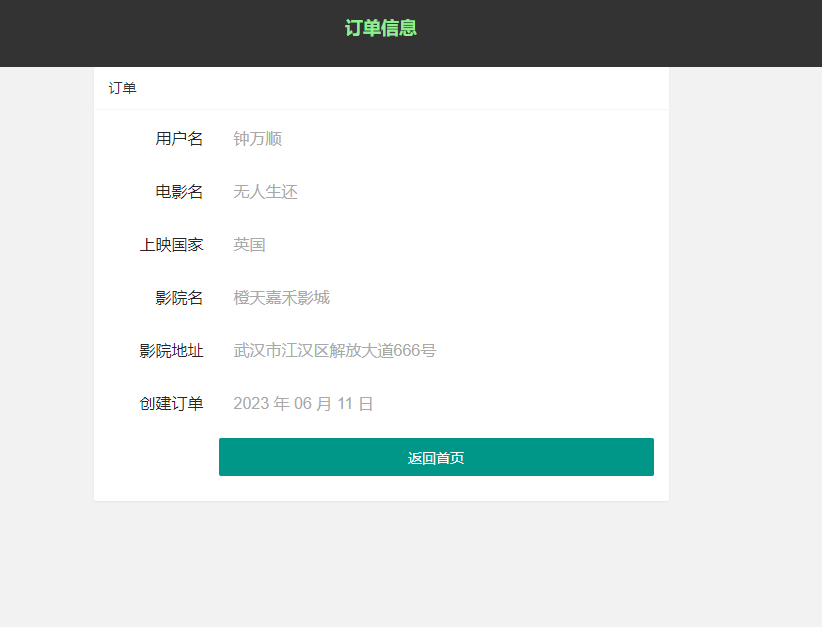 订单信息
订单
用户名 钟万顺
电影名 无人生还
上映国家 英国
影院名 橙天嘉禾影城
影院地址 武汉市江汉区解放大道666号
创建订单 2023 年 06 月 11 日
返回首页